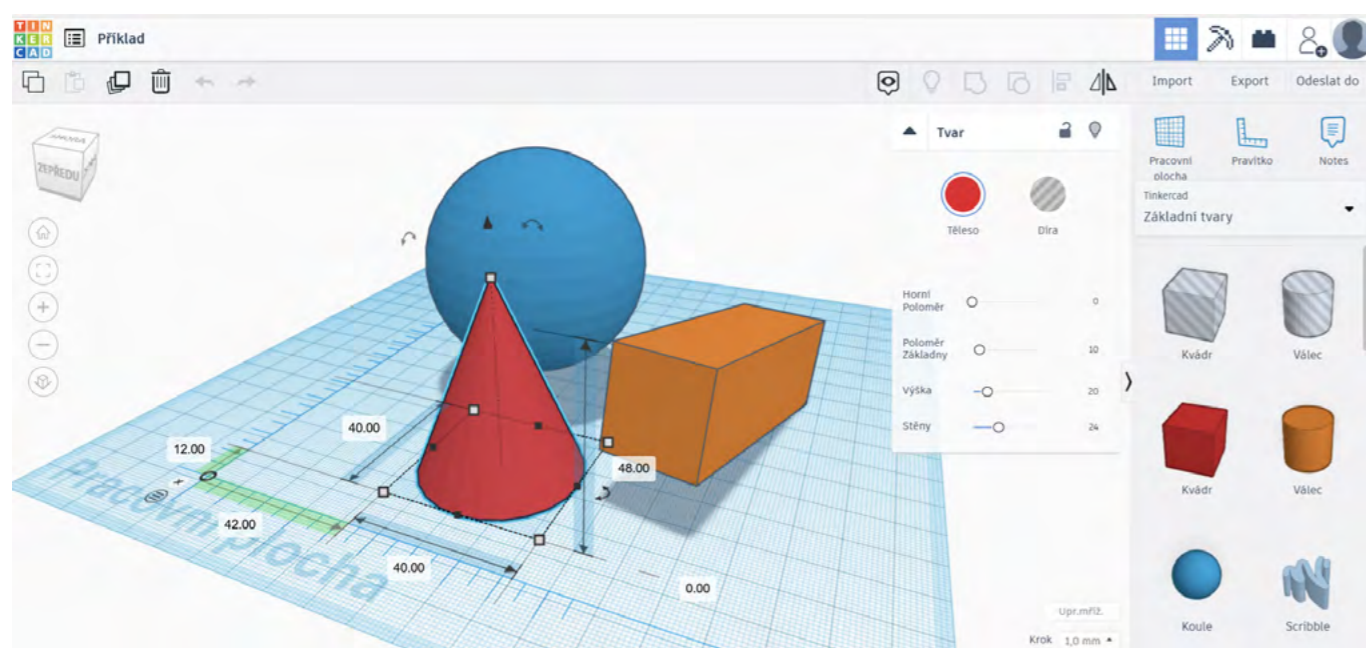 TIN
KER
CAD
Příklad
Import
Export
Odeslat do
ZEPŘEDU
Tvar
Těleso
Díra
Horní
Poloměr
0
Poloměr
Základny
10
Výška
20
Stěny
24
Pracovní
plocha
Pravítko
Notes
Tinkercad
Základní tvary
Kvádr
Válec
Kvádr
Válec
Koule
Scribble
40.00
12.00
48.00
42.00
40.00
0.00
Pracovní plocha
Upr.mříž.
Krok 1,0 mm